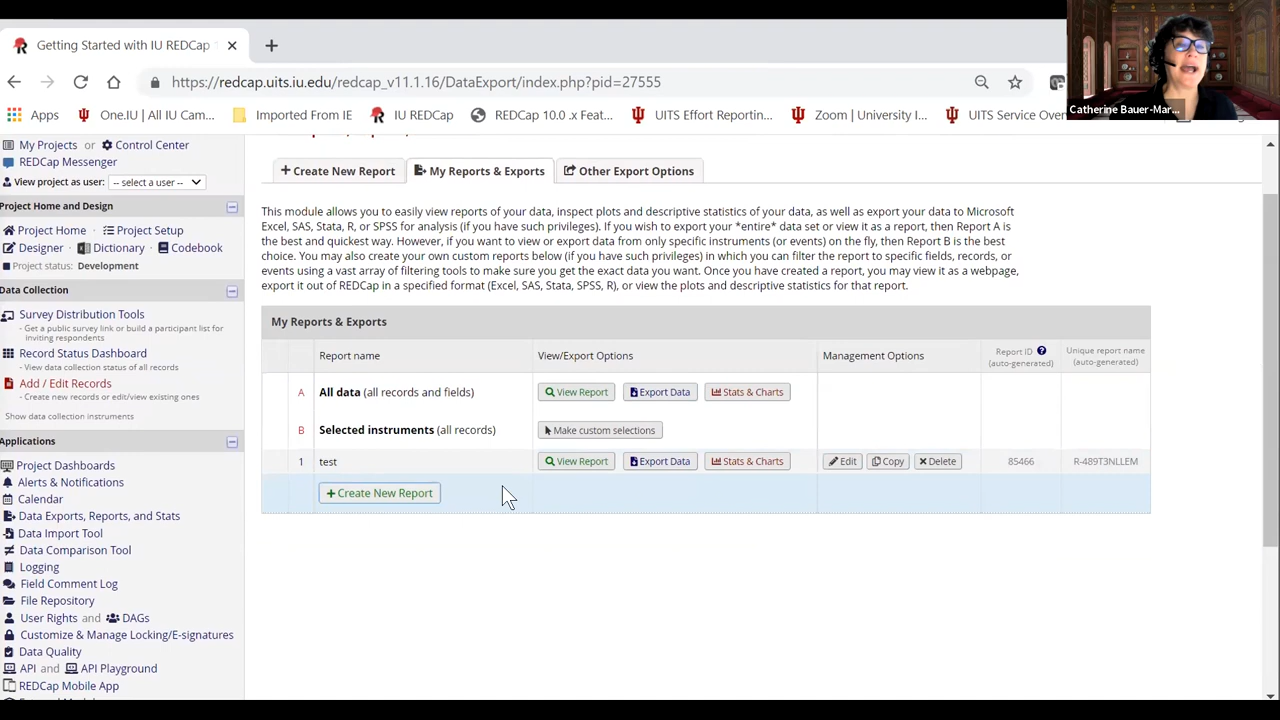 Getting Started with IU REDCap
https://redcap.uits.iu.edu/redcap_v11.1.16/DataExport/index.php?pid=27555
Catherine Bauer-Mar...
Apps One.IU | All IU Cam... Imported From IE IU REDCap REDCap 10.0 .x Feat... UITS Effort Reportin... Zoom | University I... UITS Service Over
My Projects or Control Center
REDCap Messenger
View project as user: -- select a user --
Project Home and Design
Project Home and Project Setup
Designer Dictionary Codebook
Project status: Development
Data Collection
Survey Distribution Tools
- Get a public survey link or build a participant list for
inviting respondents
Record Status Dashboard
- View data collection status of all records
Add / Edit Records
- Create new records or edit/view existing ones
Show data collection instruments
Applications
Project Dashboards
Alerts & Notifications
Calendar
Data Exports, Reports, and Stats
Data Import Tool
Data Comparison Tool
Logging
Field Comment Log
File Repository
User Rights and DAGs
Customize & Manage Locking/E-signatures
Data Quality
API and API Playground
REDCap Mobile App
+ Create New Report My Reports & Exports Other Export Options
This module allows you to easily view reports of your data, inspect plots and descriptive statistics of your data, as well as export your data to Microsoft
Excel, SAS, Stata, R, or SPSS for analysis (if you have such privileges). If you wish to export your *entire* data set or view it as a report, then Report A is
the best and quickest way. However, if you want to view or export data from only specific instruments (or events) on the fly, then Report B is the best
choice. You may also create your own custom reports below (if you have such privileges) in which you can filter the report to specific fields, records, or
events using a vast array of filtering tools to make sure you get the exact data you want. Once you have created a report, you may view it as a webpage,
export it out of REDCap in a specified format (Excel, SAS, Stata, SPSS, R), or view the plots and descriptive statistics for that report.
My Reports & Exports
Report name View/Export Options Management Options Report ID (auto-generated) Unique report name (auto-generated)
A All data (all records and fields) View Report Export Data Stats & Charts
B Selected instruments (all records) Make custom selections
1 test View Report Export Data Stats & Charts Edit Copy Delete 85466 R-489T3NLLEM
+ Create New Report